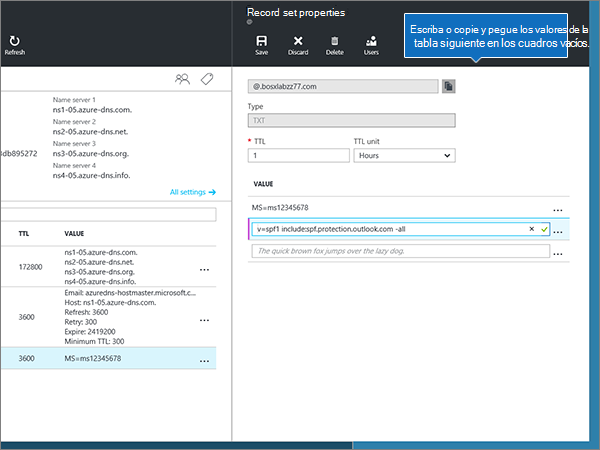 Refresh
Name server 1
ns1-05.azure-dns.com.
Name server 2
ns2-05.azure-dns.net.
8db895272
Name server 3
ns3-05.azure-dns.org.
Name server 4
ns4-05.azure-dns.info.
All settings →
TTL VALUE
172800
ns1-05.azure-dns.com.
ns2-05.azure-dns.net.
ns3-05.azure-dns.org.
ns4-05.azure-dns.info.
...
3600
Email: azuredns-hostmaster.microsoft.c...
Host: ns1-05.azure-dns.com.
Refresh: 3600
Retry: 300
Expire: 2419200
Minimum TTL: 300
...
3600 MS=ms12345678 ...
Record set properties
Save Discard Delete Users
Escriba o copie y pegue los valores de la
tabla siguiente en los cuadros vacíos.
@.bosxlabzz77.com
Type
TXT
* TTL TTL unit
1 Hours
VALUE
MS=ms12345678 ...
v=spf1 include:spf.protection.outlook.com -all ...
The quick brown fox jumps over the lazy dog. ...